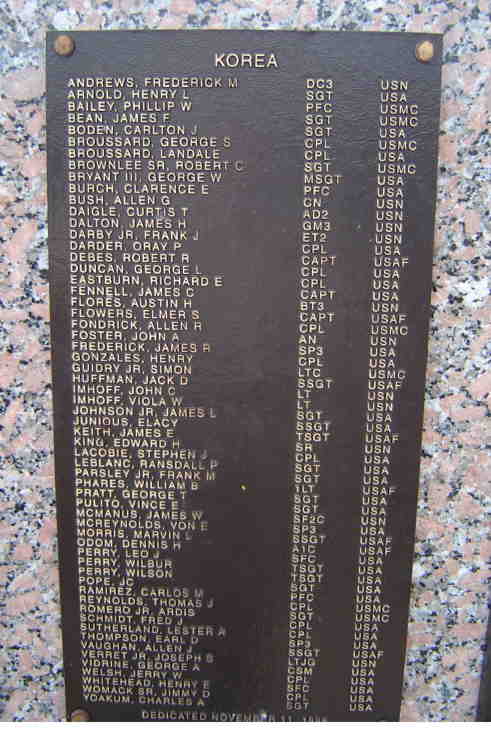 KOREA
ANDREWS, FREDERICK M
ARNOLD, HENRY L
BAILEY, PHILLIP W
BEAN, JAMES F
BODEN, CARLTON J
BROUSSARD, GEORGE S
BROUSSARD, LANDALE
BROWNLEE SR, ROBERT C
BRYANT III, GEORGE W
BURCH, CLARENCE E
BUSH, ALLEN G
DAIGLE, CURTIS T
DALTON, JAMES H
DARBY JR, FRANK J
DARDER, ORAY P
DEBES, ROBERT R
DUNCAN, GEORGE L
EASTBURN, RICHARD E
FENNELL, JAMES C
FLORES, AUSTIN H
FLOWERS, ELMER S
FONDRICK, ALLEN R
FOSTER, JOHN A
FREDERICK, JAMES R
GONZALES, HENRY
GUIDRY JR, SIMON
HUFFMAN, JACK D
IMHOFF, JOHN C
IMHOFF, VIOLA W
JOHNSON JR, JAMES L
JUNIOUS, ELACY
KEITH, JAMES E
KING, EDWARD H
LACOBIE, STEPHEN J
LEBLANC, RANSDALL P
PARSLEY JR, FRANK M
PHARES, WILLIAM B
PRATT, GEORGE T
PULITO, VINCE E
MCMANUS, JAMES W
MCREYNOLDS, VON E
MORRIS, MARVIN L
ODOM, DENNIS H
PERRY, LEO J
PERRY, WILBUR
PERRY, WILSON
POPE, JC
RAMIREZ, CARLOS M
REYNOLDS, THOMAS J
ROMERO JR, ARDIS
SCHMIDT, FRED J
SUTHERLAND, LESTER A
THOMPSON, EARL D
VAUGHAN, ALLEN J
VERRET JR, JOSEPH S
VIDRINE, GEORGE A
WELSH, JERRY W
WHITEHEAD, HENRY E
WOMACK SR, JIMMY D
YOAKUM, CHARLES A
DC3
SGT
PFC
SGT
CPL
CPL
SGT
MSGT
PFC
CN
AD2
GM3
ET2
CPL
CAPT
CPL
CPL
CAPT
BT3
CAPT
CPL
AN
SP3
CPL
LTC
SSGT
LT
LT
SGT
SSGT
TSGT
SR
CPL
SGT
SGT
1LT
SGT
SGT
SF2C
SP3
SSGT
A1C
SFC
TSGT
TSGT
SGT
PFC
CPL
SGT
CPL
CPL
SP3
SSGT
LTJG
CSM
CPL
SFC
CPL
SGT
USN
USA
USMC
USA
USMC
USA
USMC
USA
USA
USN
USN
USN
USN
USA
USAF
USA
USA
USA
USN
USAF
USMC
USN
USA
USA
USMC
USAF
USN
USN
USA
USA
USAF
USN
USA
USA
USA
USAF
USA
USA
USN
USA
USAF
USAF
USA
USA
USA
USA
USA
USMC
USMC
USA
USA
USA
USAF
USN
USA
USA
USA
USA
USA
DEDICATED NOVEMBER 11,